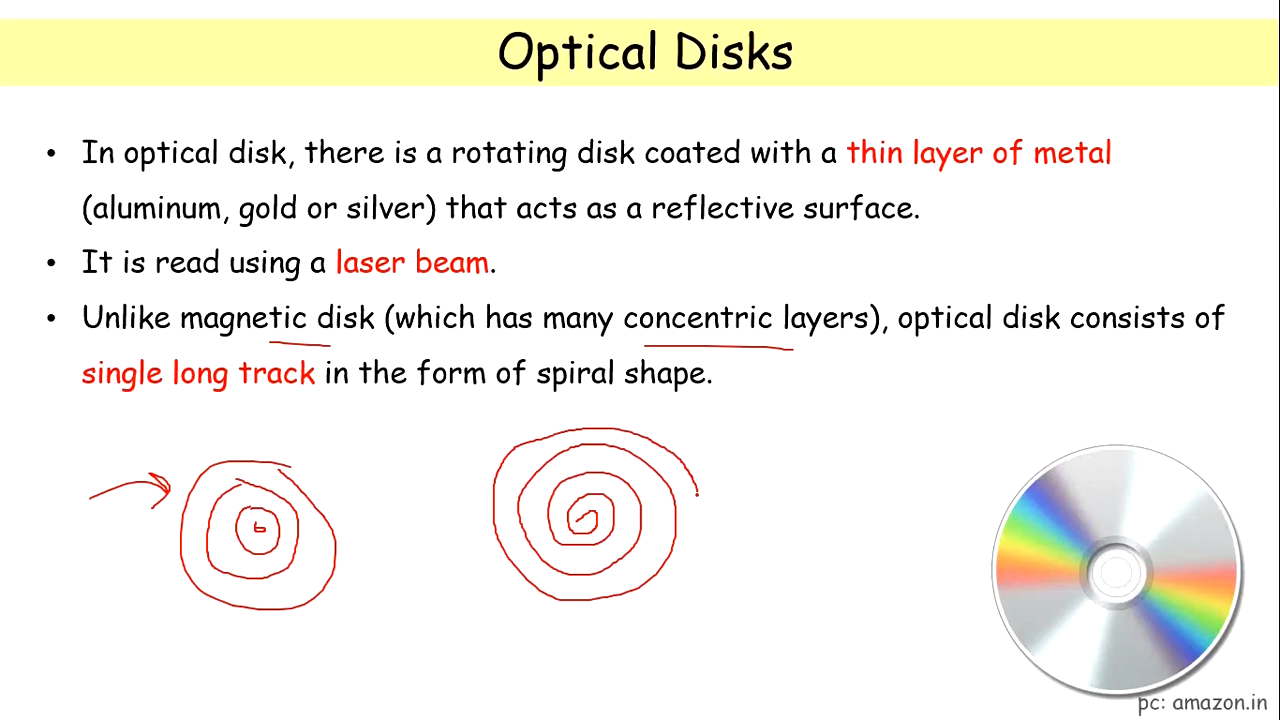 Optical Disks
• In optical disk, there is a rotating disk coated with a thin layer of metal
(aluminum, gold or silver) that acts as a reflective surface.
• It is read using a laser beam.
• Unlike magnetic disk (which has many concentric layers), optical disk consists of
single long track in the form of spiral shape.
pc: amazon.in